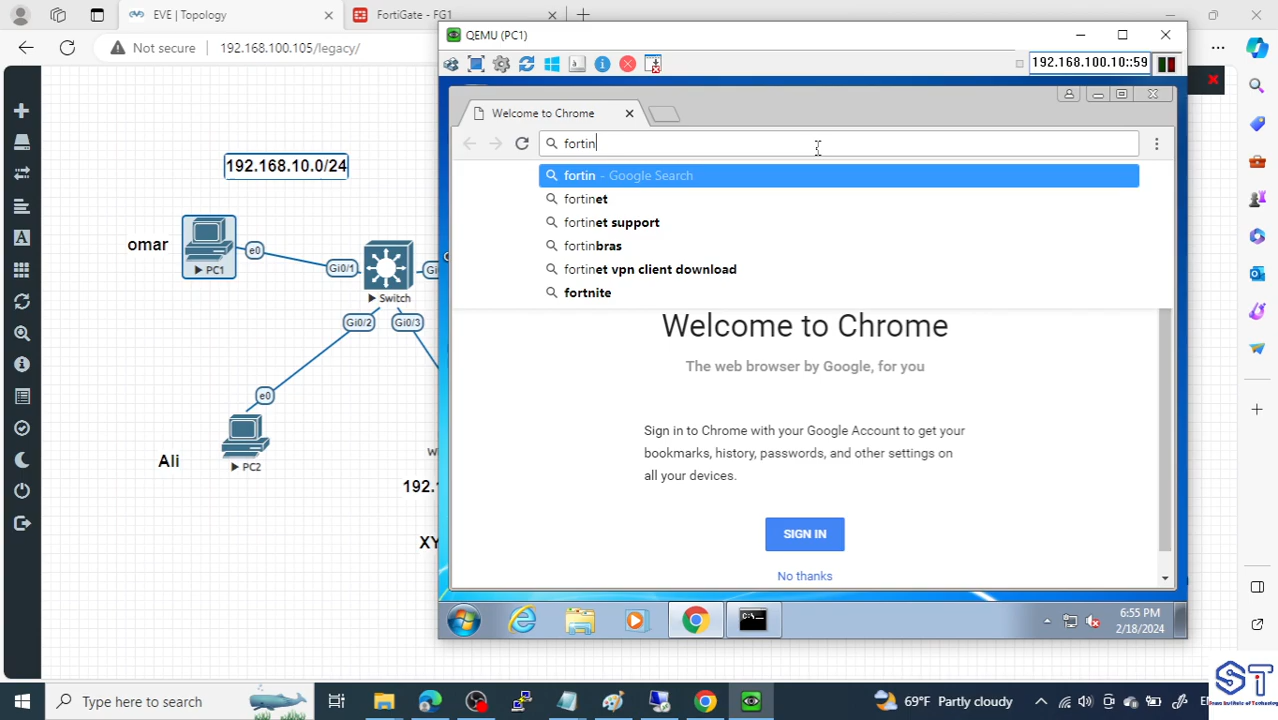 EVE | Topology
FortiGate - FG1
Not secure
192.168.100.105/legacy/
192.168.10.0/24
omar
e0
PC1
Gi0/1
Gi
Switch
Gi0/2
Gi0/3
e0
Ali
PC2
w
192.1
XY
QEMU (PC1)
192.168.100.10::59
Welcome to Chrome
fortin
fortin - Google Search
fortinet
fortinet support
fortinbras
fortinet vpn client download
fortnite
Welcome to Chrome
The web browser by Google, for you
Sign in to Chrome with your Google Account to get your
bookmarks, history, passwords, and other settings on
all your devices.
SIGN IN
No thanks
6:55 PM
2/18/2024
Type here to search
69°F Partly cloudy
ST